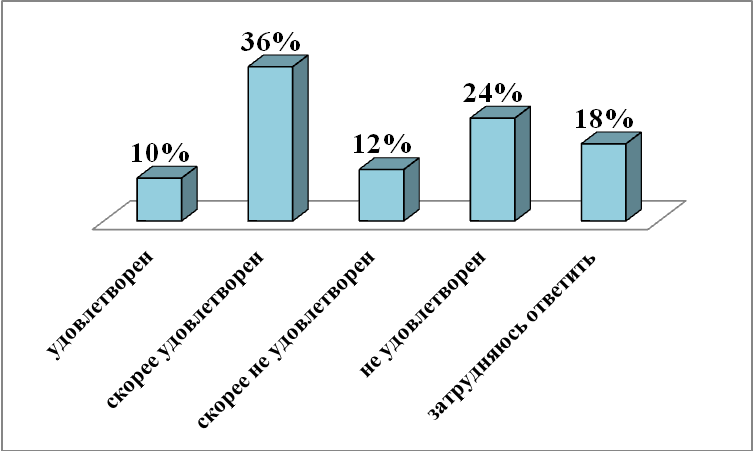 36%
24%
18%
12%
10%
удовлетворен
скорее удовлетворен
скорее не удовлетворен
не удовлетворен
затрудняюсь ответить